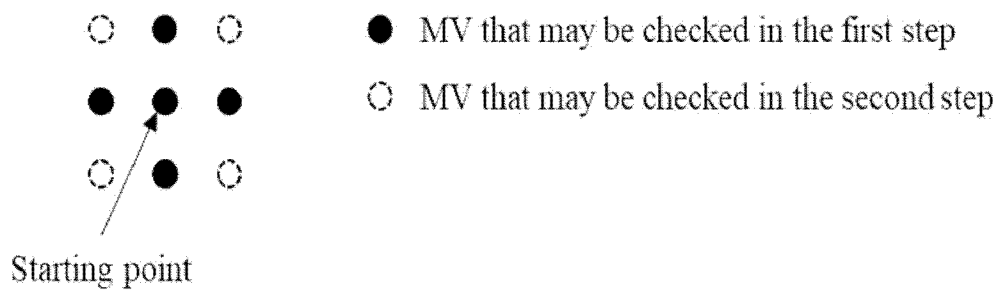 MV that may be checked in the first step
MV that may be checked in the second step
Starting point